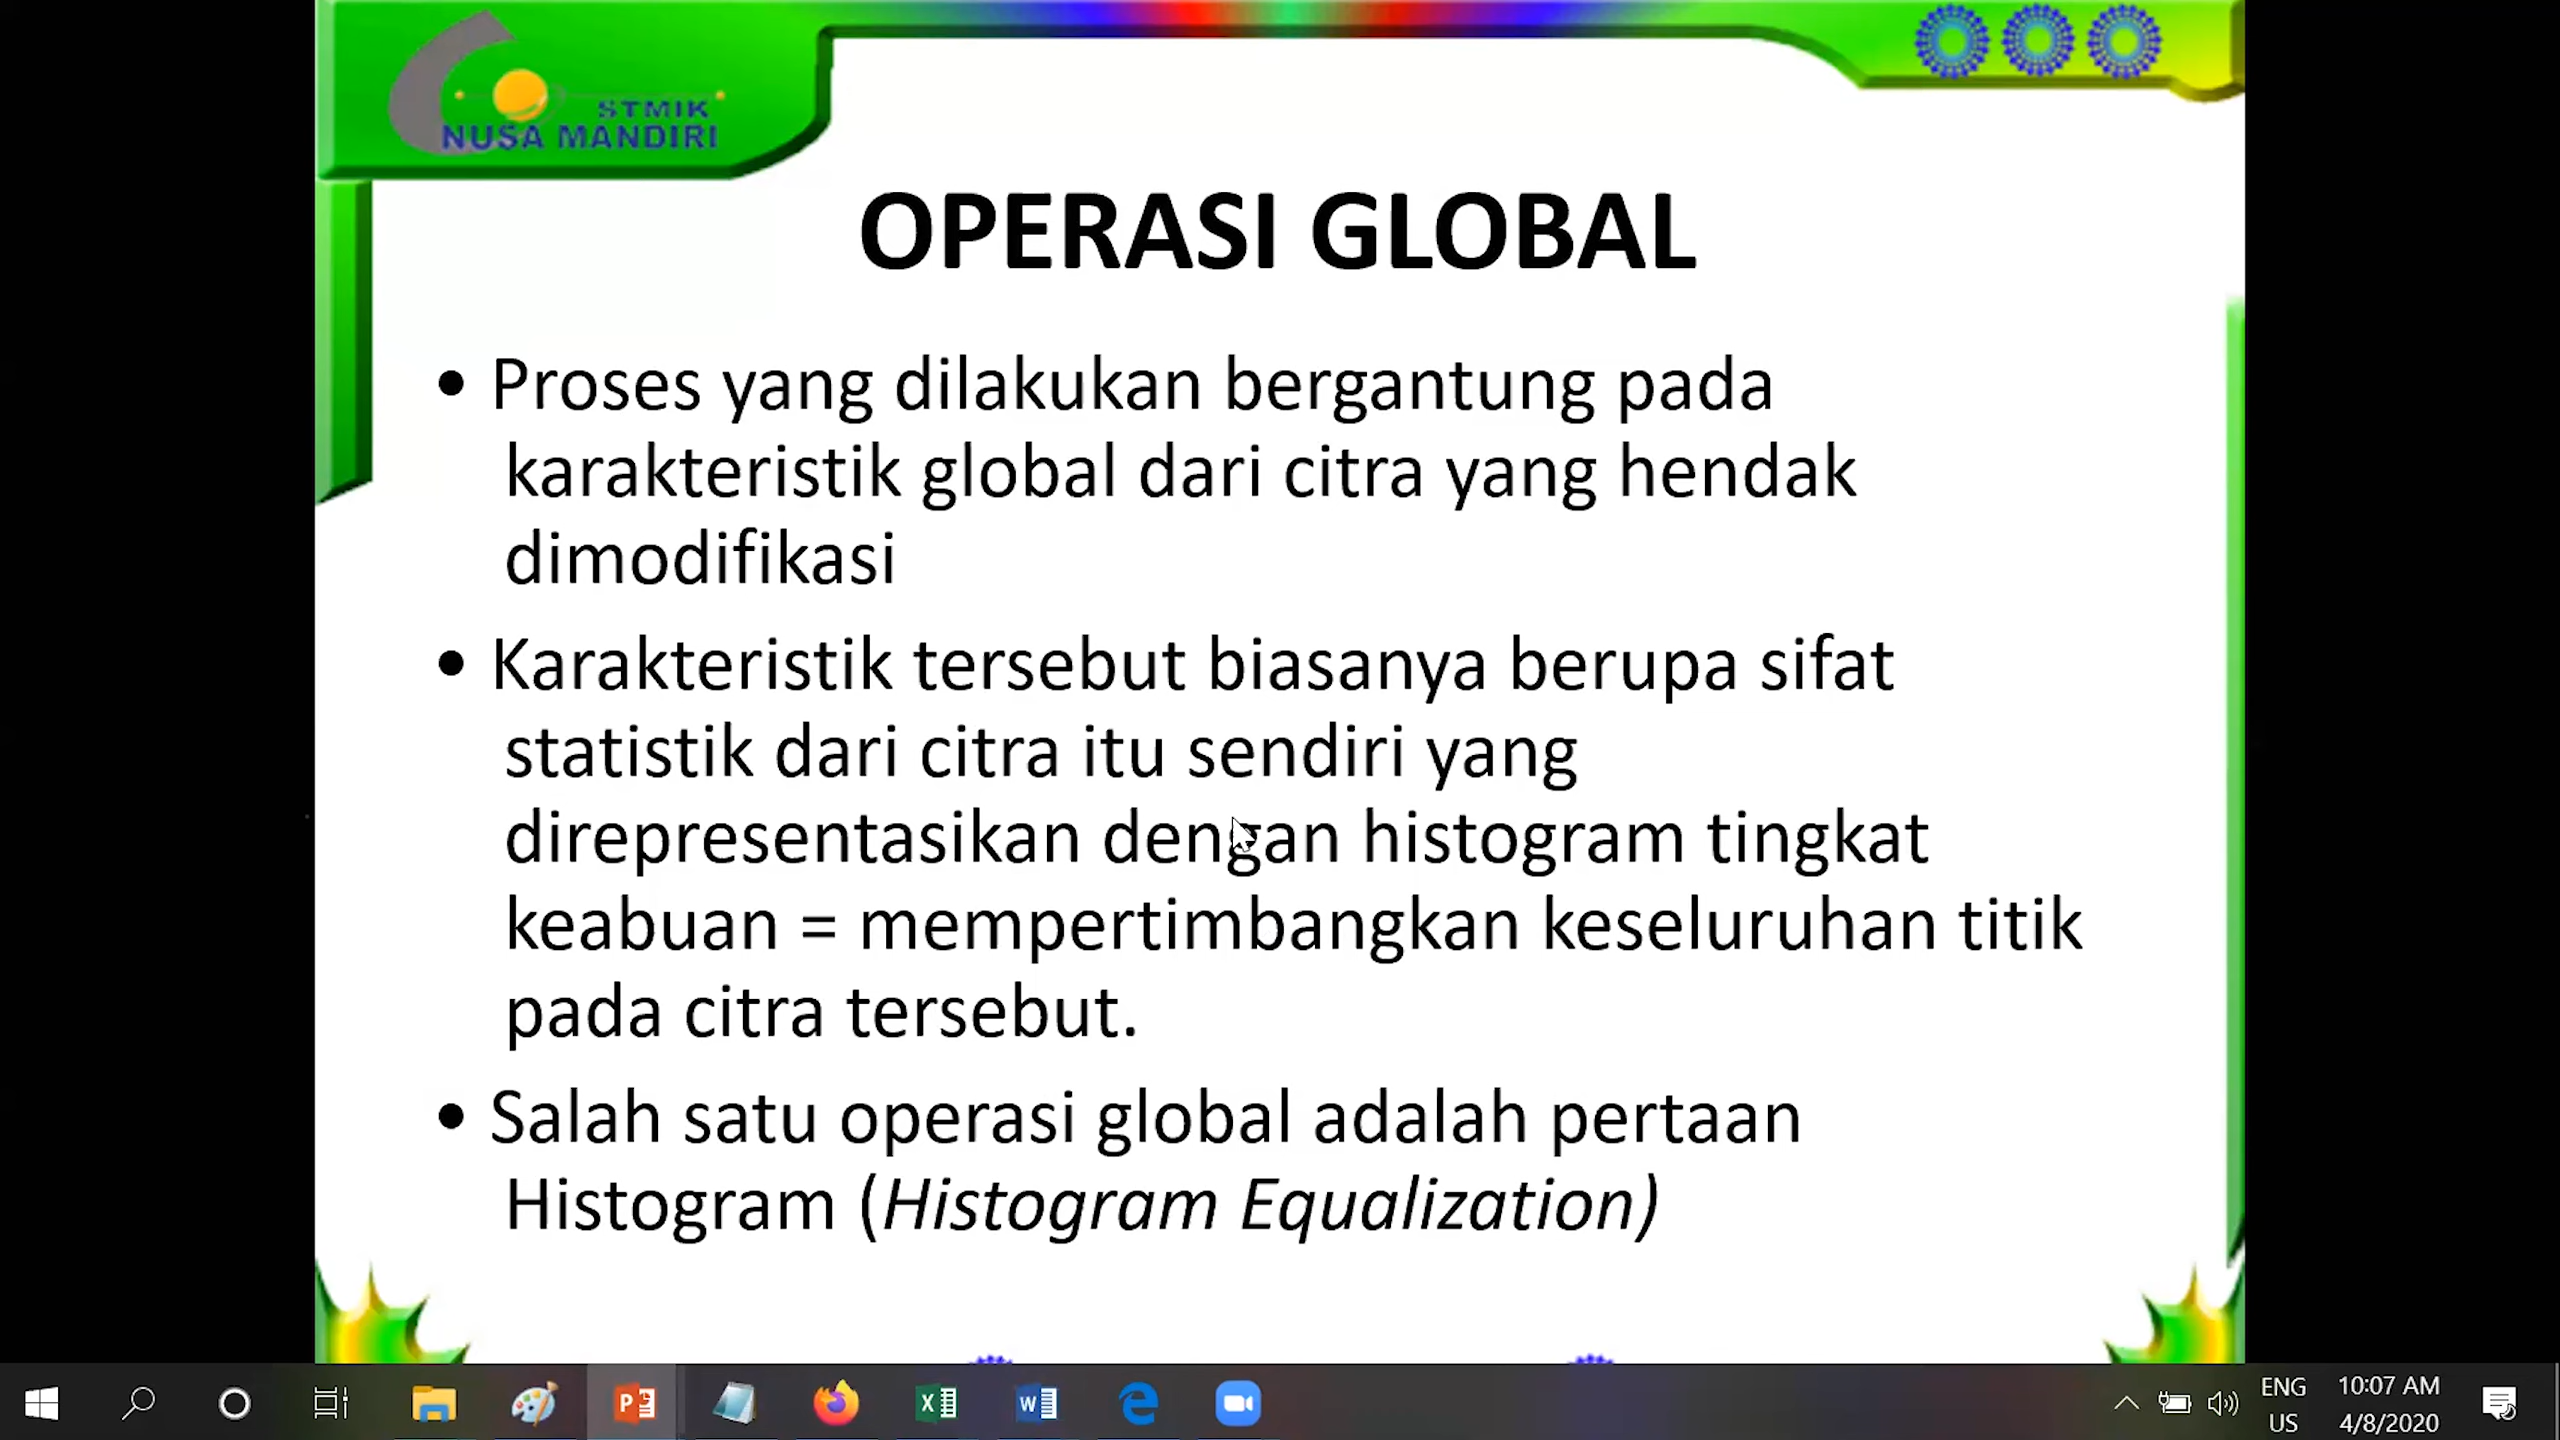 STMIK
NUSA MANDIRI
OPERASI GLOBAL
• Proses yang dilakukan bergantung pada
karakteristik global dari citra yang hendak
dimodifikasi
• Karakteristik tersebut biasanya berupa sifat
statistik dari citra itu sendiri yang
direpresentasikan dengan histogram tingkat
keabuan = mempertimbangkan keseluruhan titik
pada citra tersebut.
• Salah satu operasi global adalah pertaan
Histogram (Histogram Equalization)
ENG
US
10:07 AM
4/8/2020